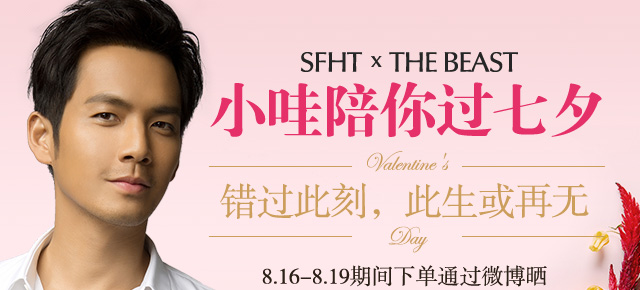 SFHT x THE BEAST
小哇陪你过七夕
Valentine's
错过此刻，此生或再无
Day
8.16-8.19期间下单通过微博晒